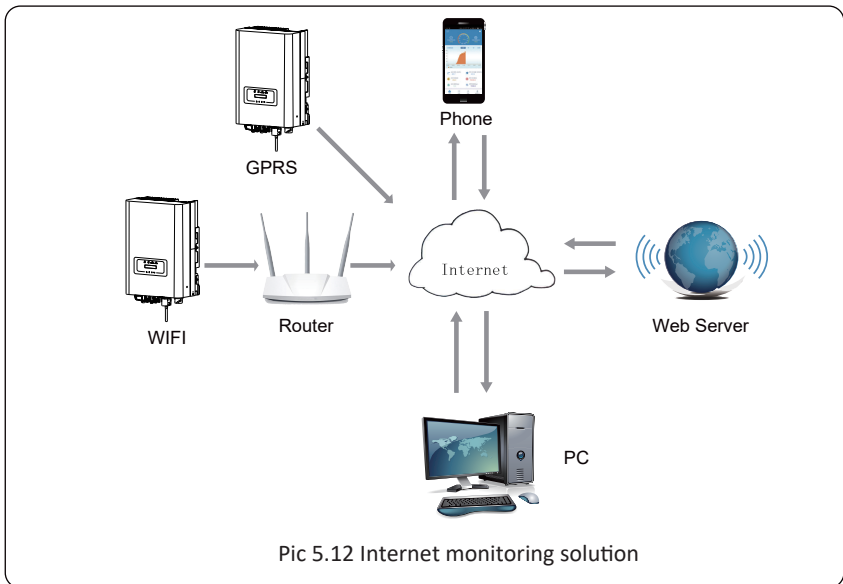 Phone
GPRS
Internet
WIFI
Router
Web Server
PC
Pic 5.12 Internet monitoring solution